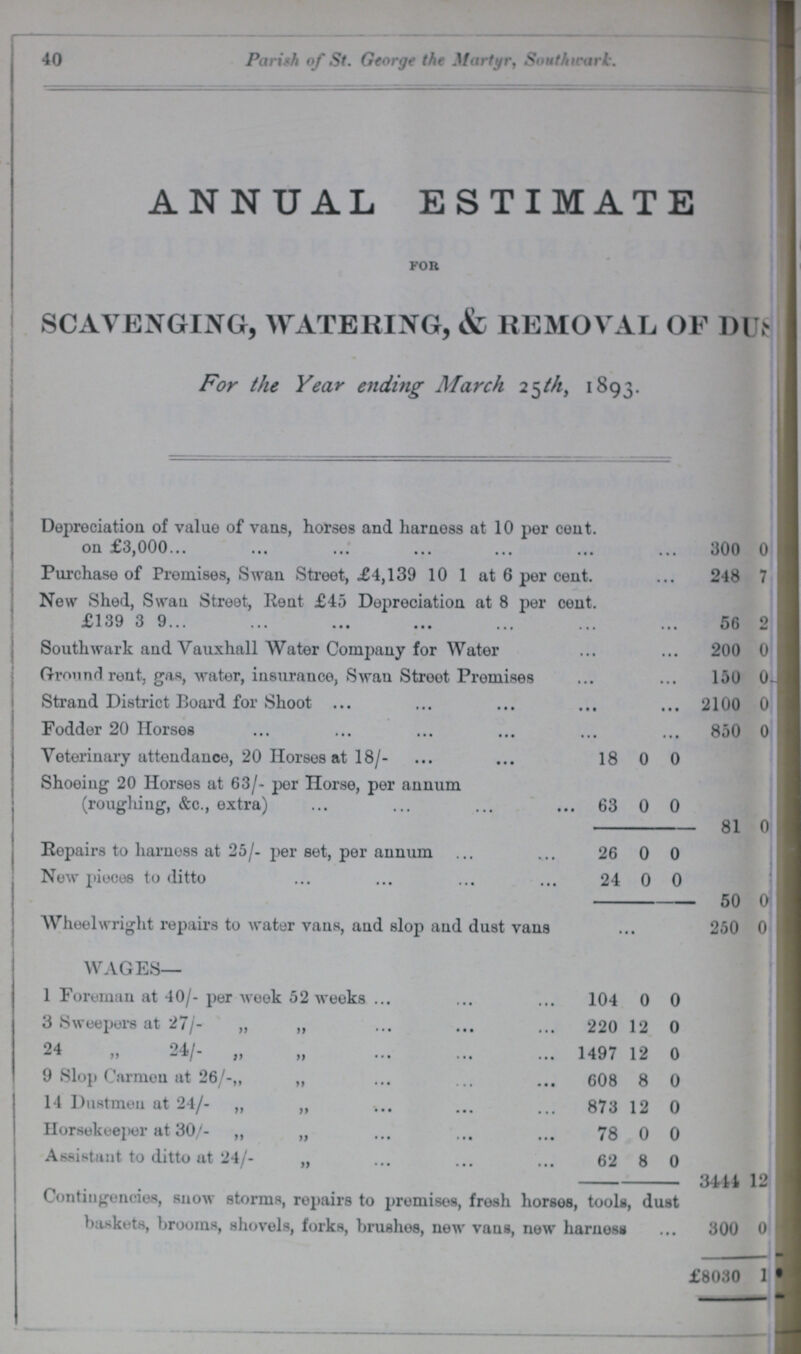 40 Parish of St. George the Martyr, Southwark.
ANNUAL ESTIMATE
FOR
SCAVENGING, WATERING, & REMOVAL OF DUS
For the Year ending March 25th, 1893.
Depreciation of value of vans, horses and harness at 10 per cent.
on £3,000... ... ... ... ... ... ... 300 0
Purchase of Premises, Swan Street, £4,139 10 1 at 6 per cent. ... 248 7
New Shed, Swan Street, Rent £45 Depreciation at 8 per cent.
£139 3 9... ... ... ... ... ... ... 56 2
Southwark and Vauxhall Water Company for Water ... ... 200 0
Ground rent, gas, water, insurance, Swan Street Premises ... ... 150 0
Strand District Board for Shoot ... ... ... ... ... 2100 0
Fodder 20 Horses ... ... ... ... ... ... 850 0
Veterinary attendance, 20 Horses at 18/- ... ... 18 0 0
Shoeing 20 Horses at 63/- per Horse, per annum
(roughing, &c., extra) ... ... ... ... 63 0 0
81 0
Repairs to harness at 25/- per set, per annum ... ... 26 0 0
New pieces to ditto ... ... ... ... 24 0 0
50 0
Wheelwright repairs to water vans, and slop and dust vans ... 250 0
WAGES—
1 Foreman at 40/- per week 52 weeks ... ... ... 104 0 0
3 Sweepers at 27/- „ „ ... ... ... 220 12 0
24 „ 24/- „ „ ... ... ... 1497 12 0
9 Slop Carmen at 26/-„ „ ... ... ... 608 8 0
14 Dustmen at 24/- „ „ ... ... ... 873 12 0
Horsekeeper at 30/- „ „ ... ... ... 78 0 0
Assistant to ditto at 24/- „ ... ... ... 62 8 0
3444 12
Contingencies, snow storms, repairs to premises, fresh horses, tools, dust
baskets, brooms, shovels, forks, brushes, new vans, new harness ... 300 0
£8030 1